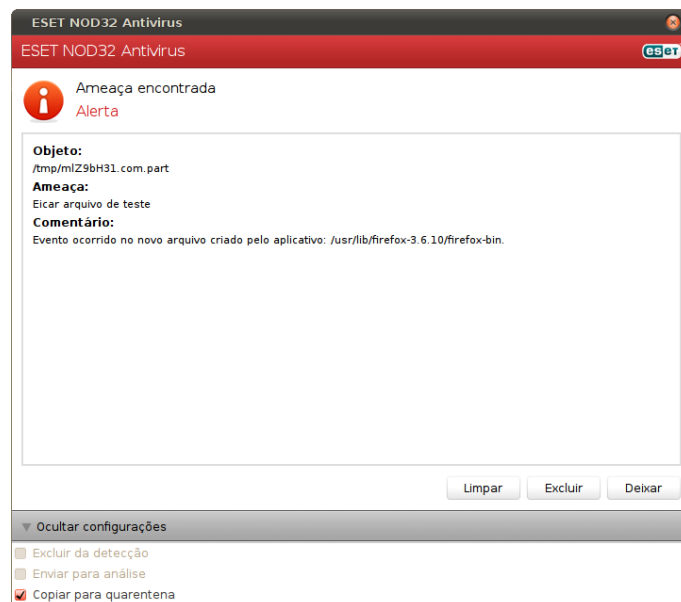 ESET NOD32 Antivirus
ESET NOD32 Antivirus
eset
Ameaça encontrada
Alerta
Objeto:
/tmp/mlZ9bH31.com.part
Ameaça:
Eicar arquivo de teste
Comentário:
Evento ocorrido no novo arquivo criado pelo aplicativo: /usr/lib/firefox-3.6.10/firefox-bin.
Limpar Excluir Deixar
Ocultar configurações
Excluir da detecção
Enviar para análise
Copiar para quarentena